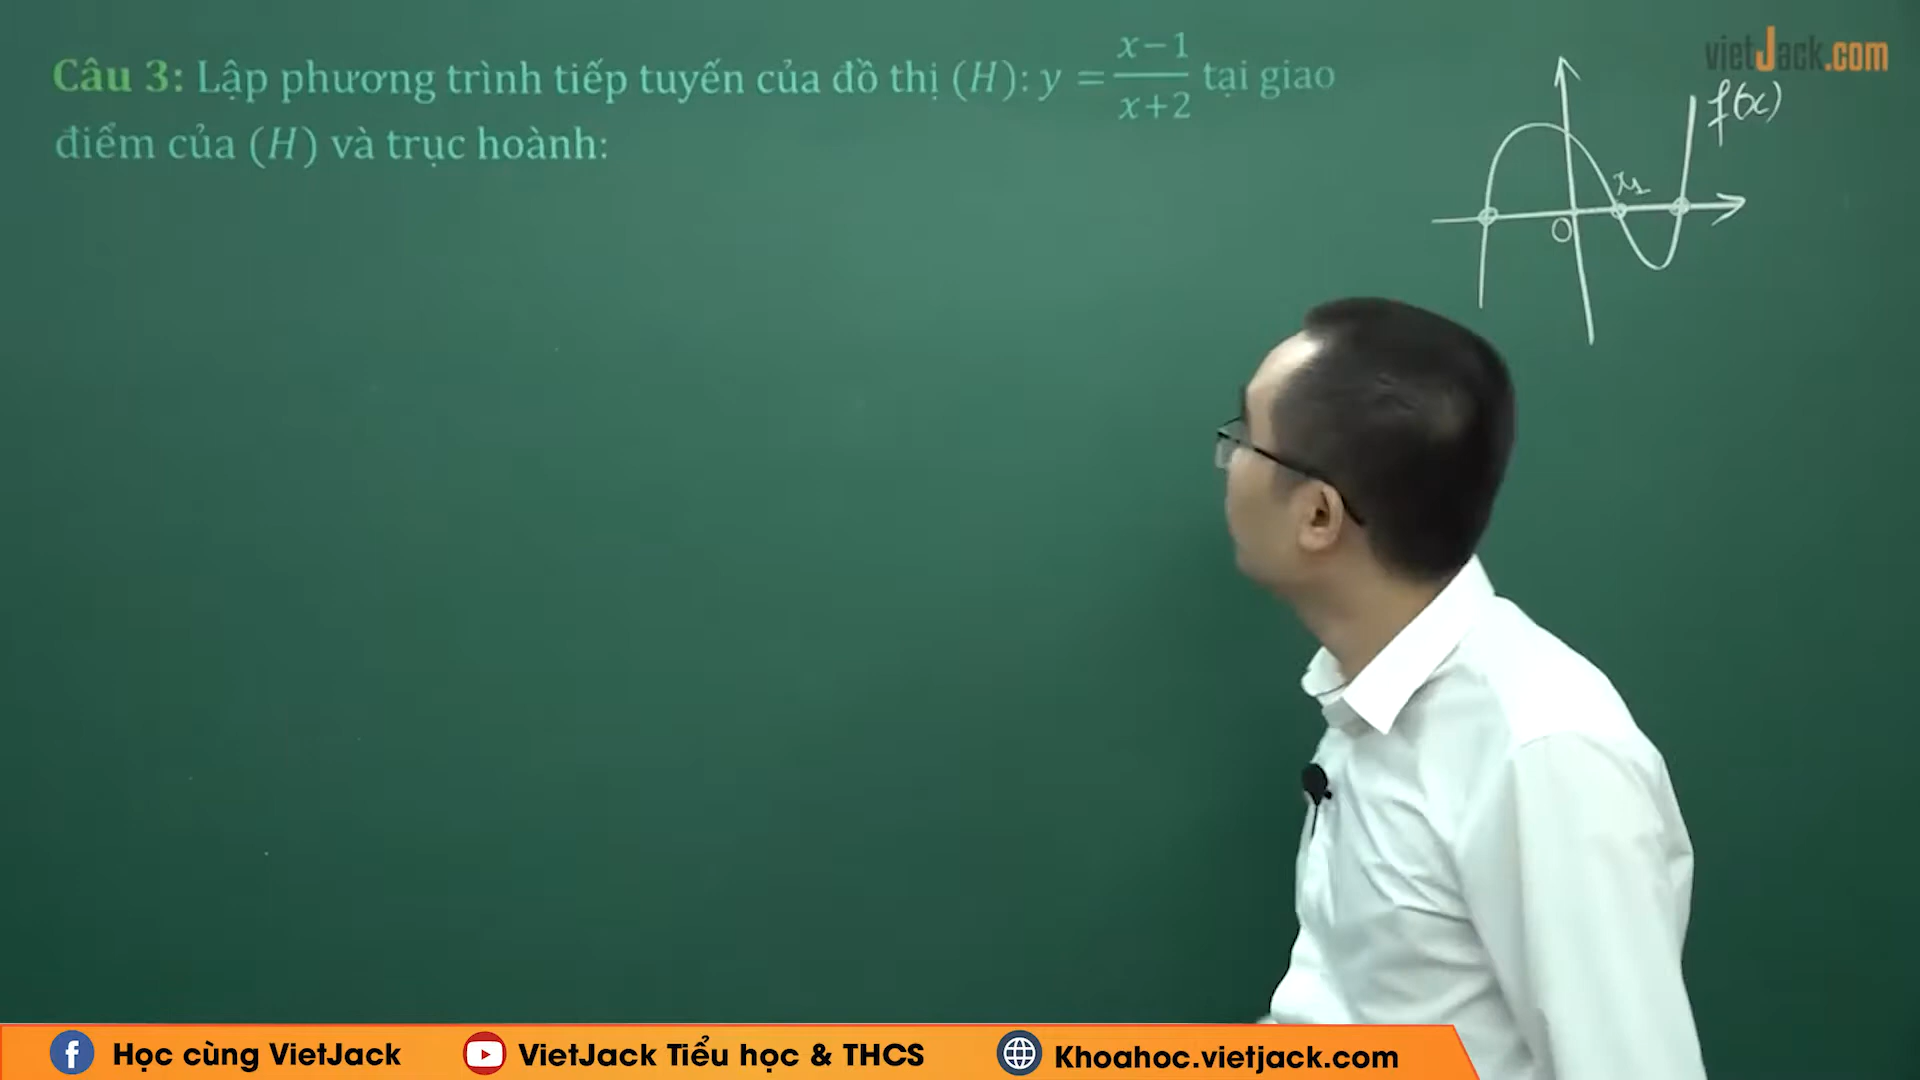 vietJack.com
Câu 3: Lập phương trình tiếp tuyến của đồ thị (H): y = \frac{x-1}{x+2} tại giao
điểm của (H) và trục hoành:
f(x)
x₁
O
Học cùng VietJack
VietJack Tiểu học & THCS
Khoahoc.vietjack.com